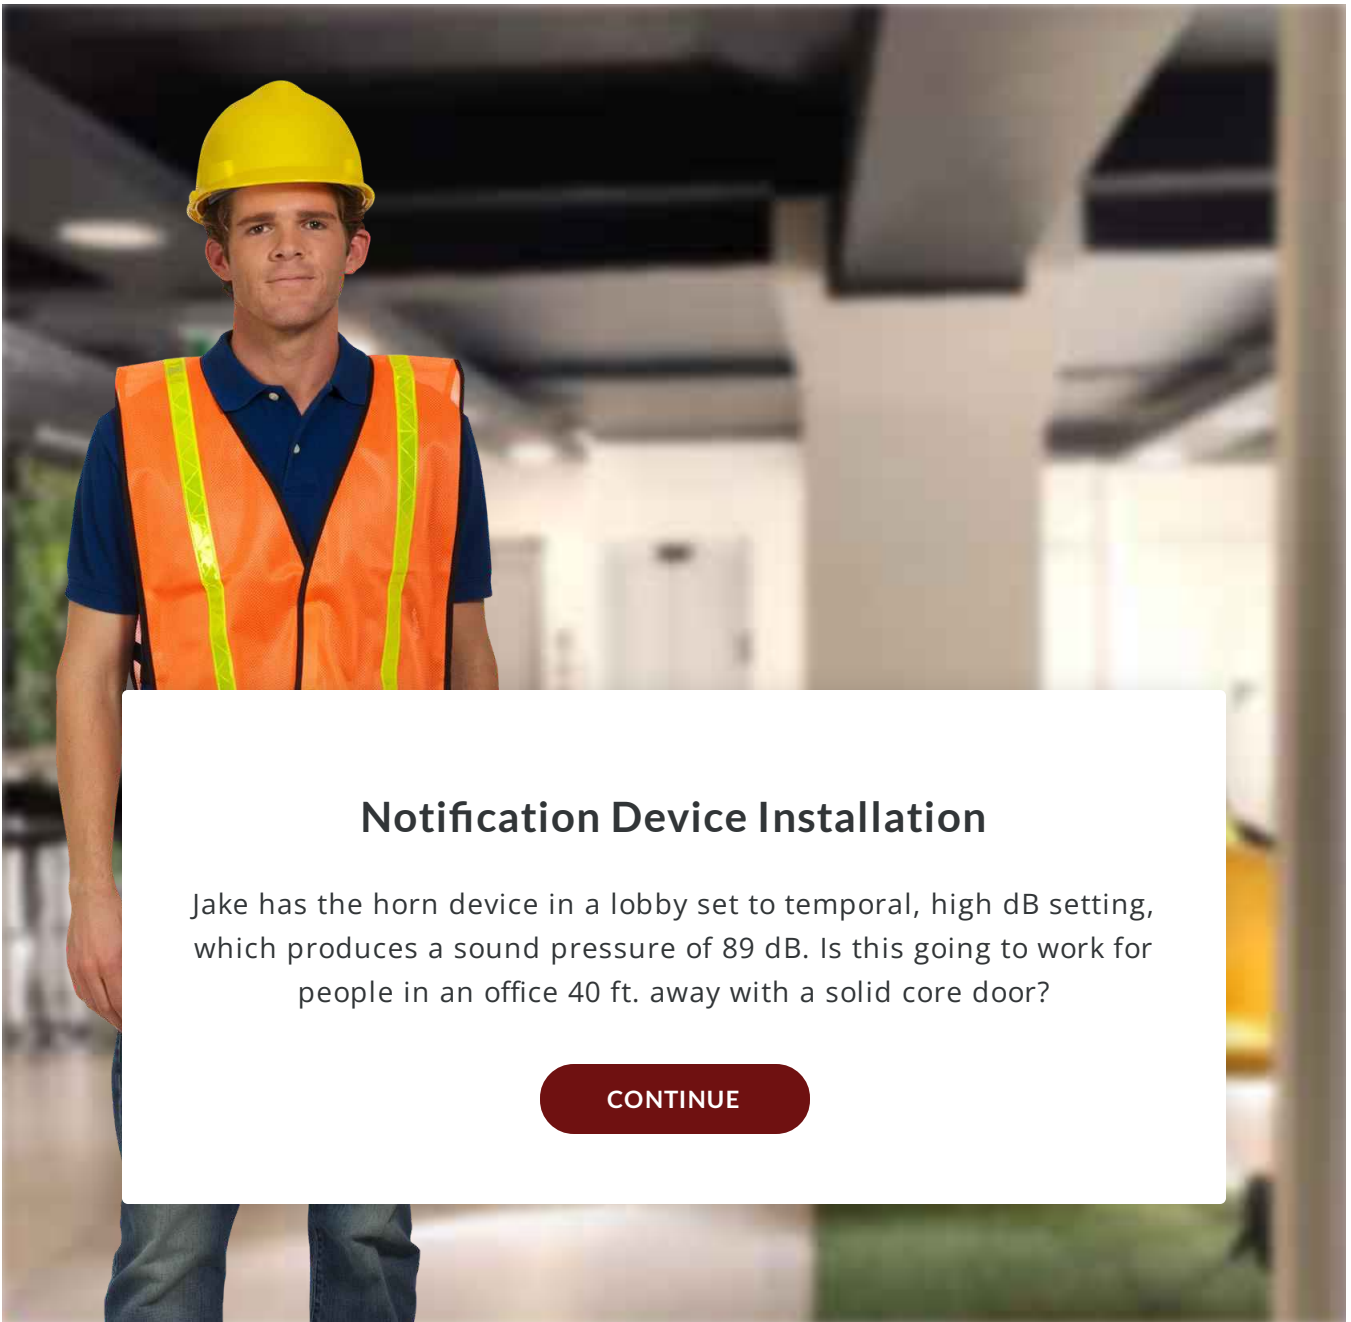 Notification Device Installation
Jake has the horn device in a lobby set to temporal, high dB setting,
which produces a sound pressure of 89 dB. Is this going to work for
people in an office 40 ft. away with a solid core door?
CONTINUE